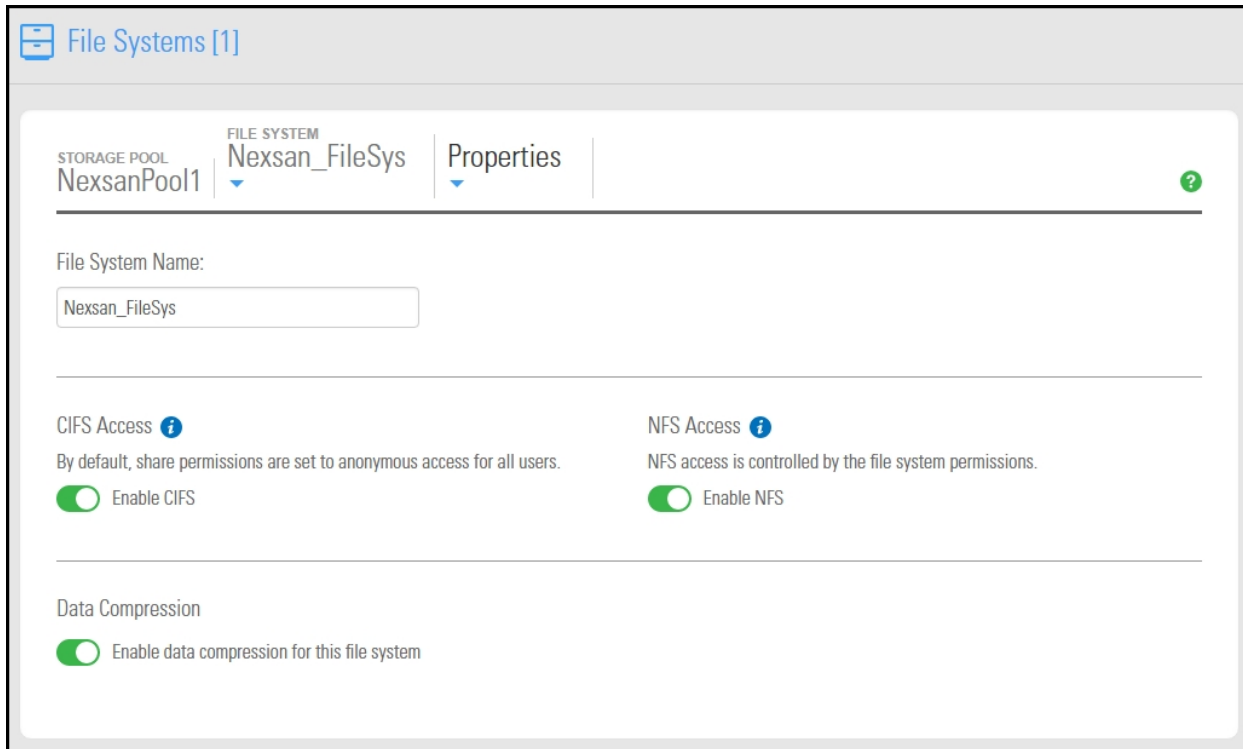 File Systems [1]
STORAGE POOL
NexsanPool1
FILE SYSTEM
Nexsan_FileSys
Properties
?
File System Name:
Nexsan_FileSys
CIFS Access i
NFS Access i
By default, share permissions are set to anonymous access for all users.
NFS access is controlled by the file system permissions.
Enable CIFS
Enable NFS
Data Compression
Enable data compression for this file system